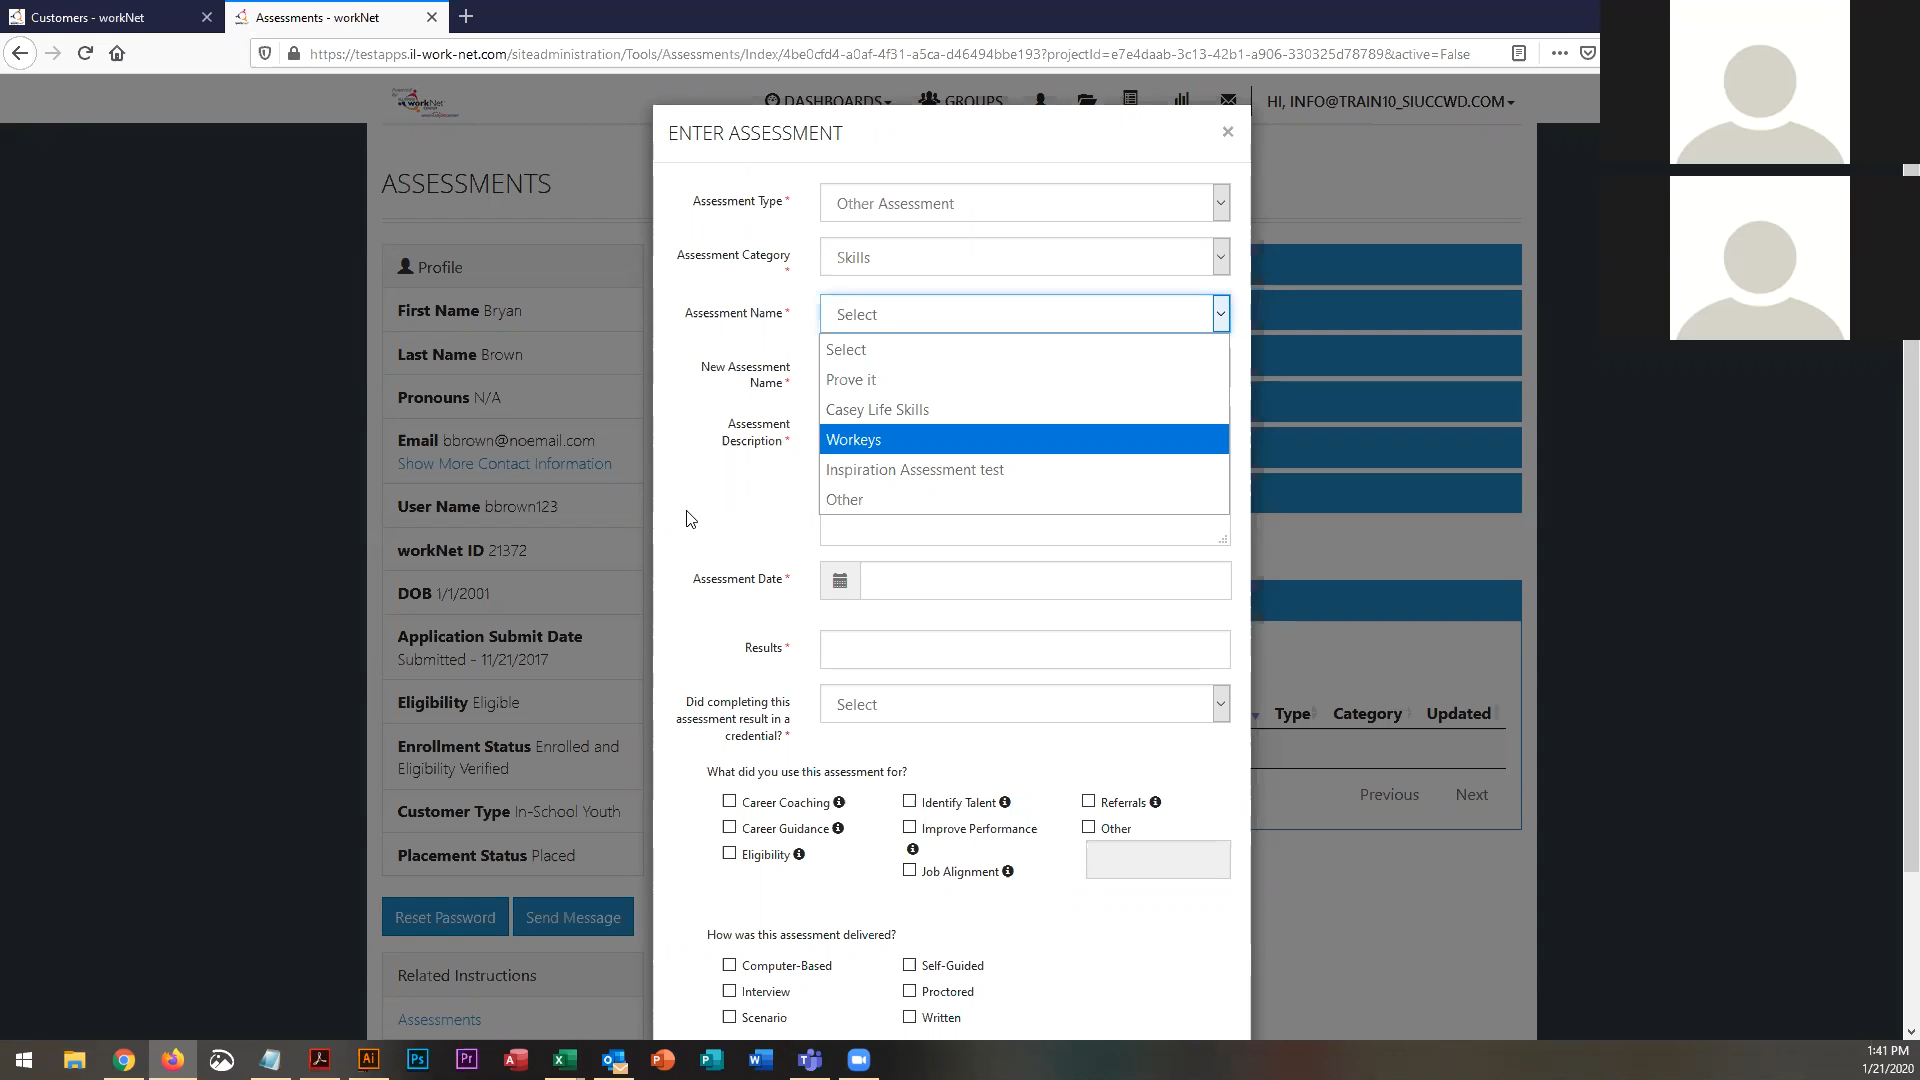 Customers - workNet
Assessments - workNet
https://testapps.il-work-net.com/siteadministration/Tools/Assessments/Index/4be0cfd4-a0af-4f31-a5ca-d46494bbe193?projectId=e7e4daab-3c13-42b1-a906-330325d78789&active=False
workNet
DASHBOARDS
GROUPS
HI, INFO@TRAIN10_SIUCCWD.COM
ASSESSMENTS
Profile
First Name Bryan
Last Name Brown
Pronouns N/A
Email bbrown@noemail.com
Show More Contact Information
User Name bbrown123
workNet ID 21372
DOB 1/1/2001
Application Submit Date
Submitted - 11/21/2017
Eligibility Eligible
Enrollment Status Enrolled and
Eligibility Verified
Customer Type In-School Youth
Placement Status Placed
Reset Password
Send Message
Related Instructions
Assessments
ENTER ASSESSMENT
×
Assessment Type *
Other Assessment
Assessment Category
*
Skills
Assessment Name *
Select
Select
Prove it
Casey Life Skills
Workeys
Inspiration Assessment test
Other
New Assessment
Name *
Assessment
Description *
Assessment Date *
Results *
Did completing this
assessment result in a
credential? *
Select
What did you use this assessment for?
Career Coaching
Identify Talent
Referrals
Career Guidance
Improve Performance
Other
Eligibility
Job Alignment
How was this assessment delivered?
Computer-Based
Self-Guided
Interview
Proctored
Scenario
Written
Type
Category
Updated
Previous
Next
Ai
Ps
Pr
1:41 PM
1/21/2020